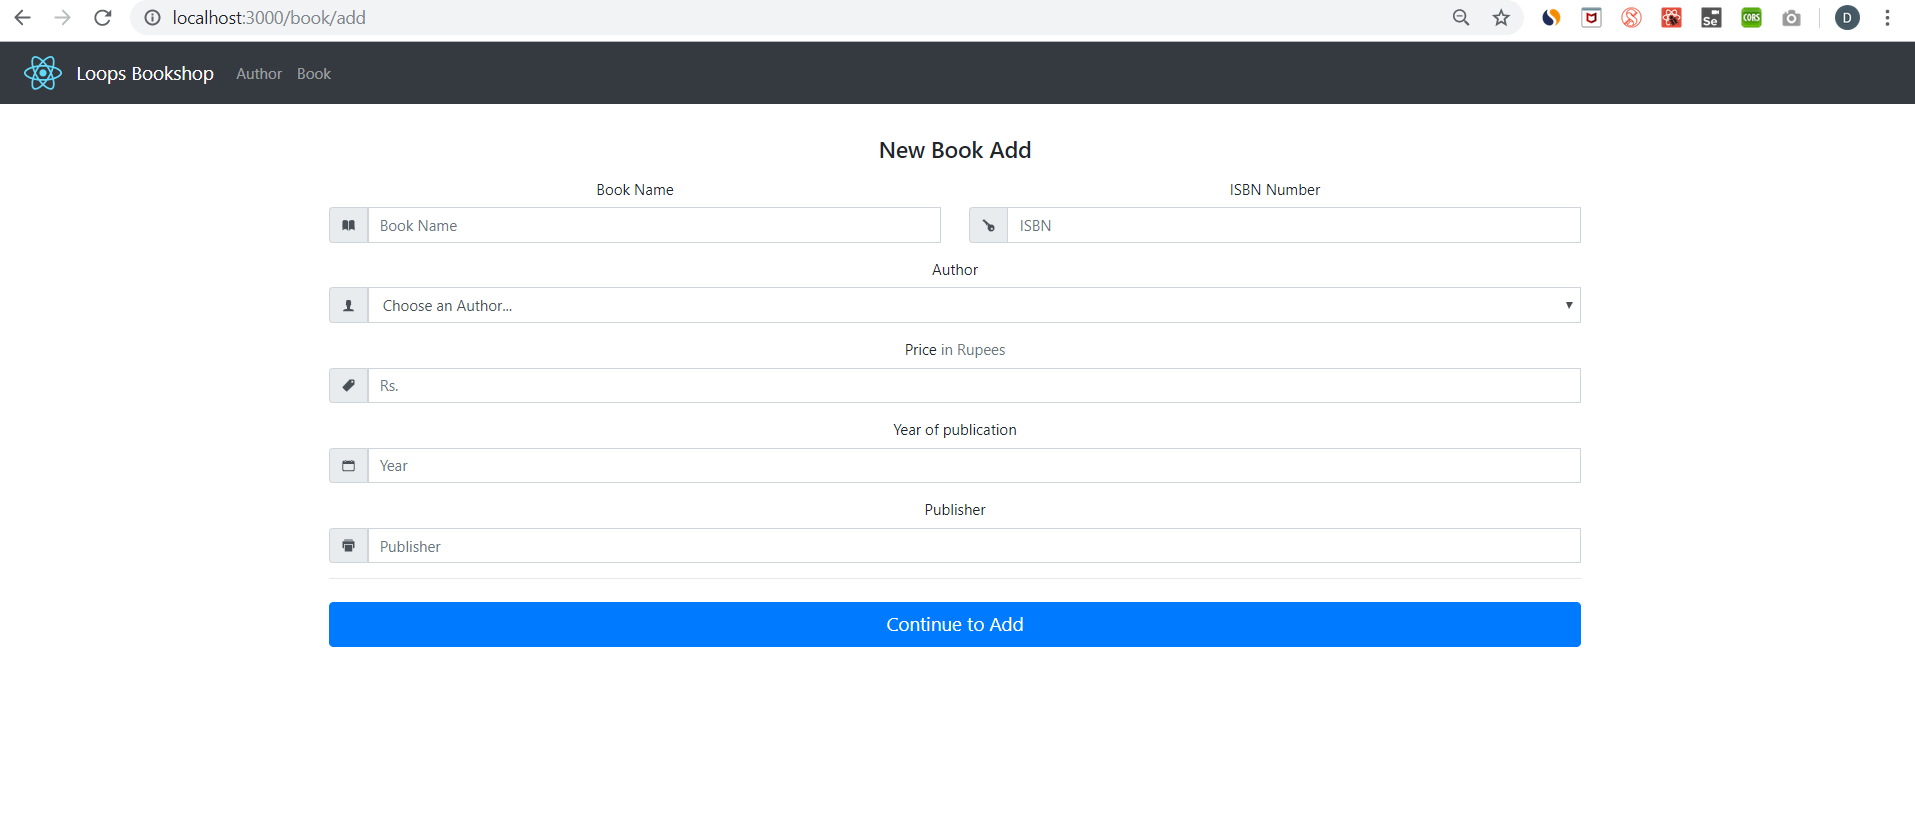 localhost:3000/book/add
Se
CORS
D
Loops Bookshop Author Book
New Book Add
Book Name ISBN Number
Book Name ISBN
Author
Choose an Author...
Price in Rupees
Rs.
Year of publication
Year
Publisher
Publisher
Continue to Add